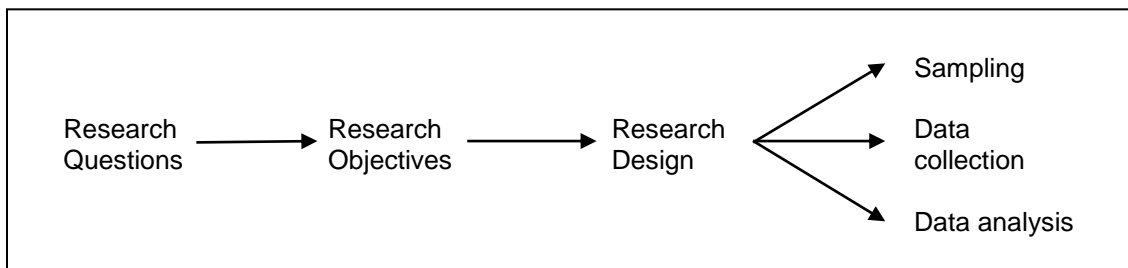 Research
Questions
Research
Objectives
Research
Design
Sampling
Data
collection
Data analysis